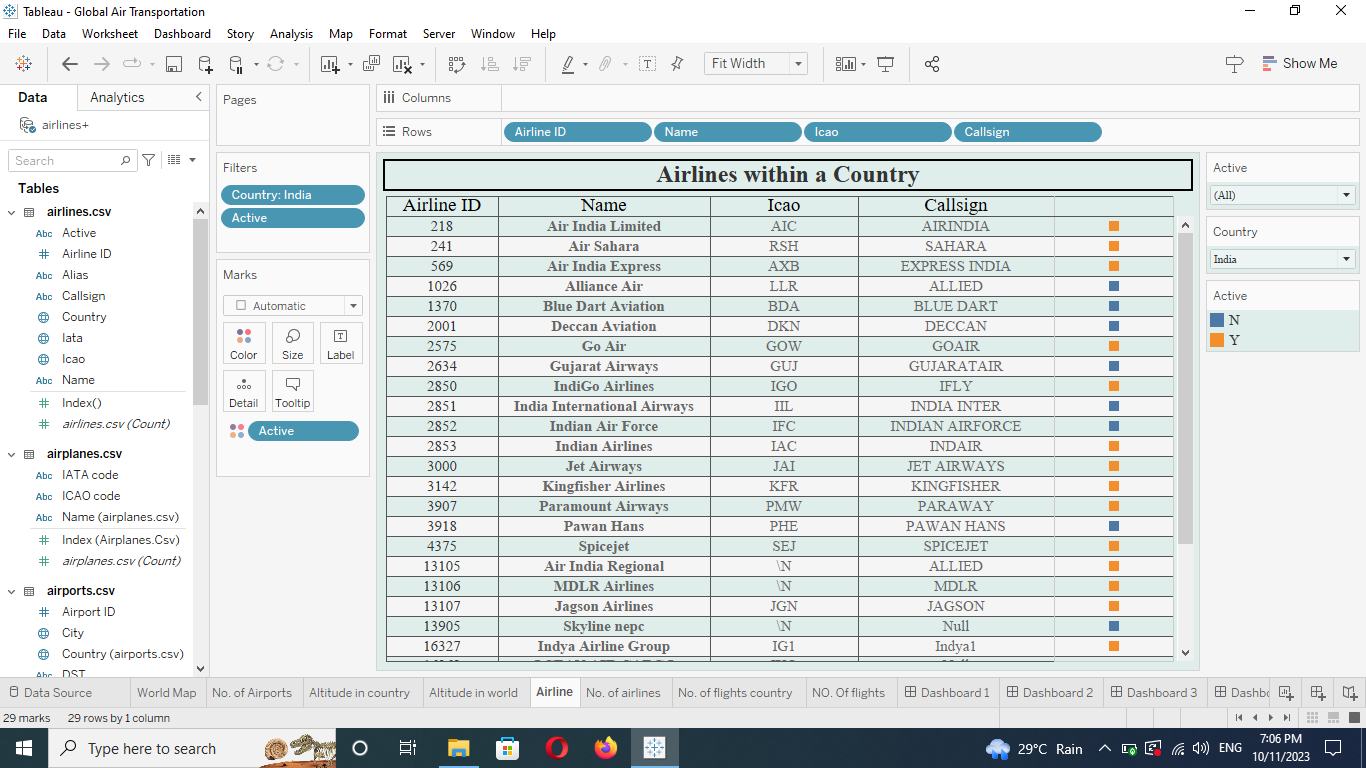 Tableau - Global Air Transportation
File Data Worksheet Dashboard Story Analysis Map Format Server Window Help
Fit Width
Show Me
Data Analytics
airlines+
Search
Tables
airlines.csv
Abc Active
Airline ID
Abc Alias
Abc Callsign
Country
Iata
Icao
Abc Name
Index()
airlines.csv (Count)
airplanes.csv
Abc IATA code
Abc ICAO code
Abc Name (airplanes.csv)
Index (Airplanes.Csv)
airplanes.csv (Count)
airports.csv
Airport ID
City
Country (airports.csv)
Abc DST
Pages
Filters
Country: India
Active
Marks
Automatic
Color Size Label
Detail Tooltip
Active
Columns
Rows Airline ID Name Icao Callsign
Airlines within a Country
Airline ID Name Icao Callsign
218 Air India Limited AIC AIRINDIA
241 Air Sahara RSH SAHARA
569 Air India Express AXB EXPRESS INDIA
1026 Alliance Air LLR ALLIED
1370 Blue Dart Aviation BDA BLUE DART
2001 Deccan Aviation DKN DECCAN
2575 Go Air GOW GOAIR
2634 Gujarat Airways GUJ GUJARATAIR
2850 IndiGo Airlines IGO IFLY
2851 India International Airways IIL INDIA INTER
2852 Indian Air Force IFC INDIAN AIRFORCE
2853 Indian Airlines IAC INDAIR
3000 Jet Airways JAI JET AIRWAYS
3142 Kingfisher Airlines KFR KINGFISHER
3907 Paramount Airways PMW PARAWAY
3918 Pawan Hans PHE PAWAN HANS
4375 Spicejet SEJ SPICEJET
13105 Air India Regional \N ALLIED
13106 MDLR Airlines \N MDLR
13107 Jagson Airlines JGN JAGSON
13905 Skyline nepc \N Null
16327 Indya Airline Group IG1 Indya1
Active
(All)
Country
India
Active
N
Y
Data Source World Map No. of Airports Altitude in country Altitude in world Airline No. of airlines No. of flights country NO. Of flights Dashboard 1 Dashboard 2 Dashboard 3 Dashbo
29 marks 29 rows by 1 column
Type here to search
29°C Rain
ENG
7:06 PM
10/11/2023